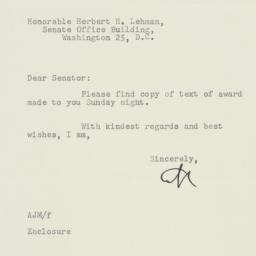 Honorable Herbert H. Lehman,
Senate Office Building,
Washington 25, D.C.
Dear Senator:
Please find copy of text of award
made to you Sunday night.
With kindest regards and best
wishes, I am,
Sincerely,
AJM/f
Enclosure